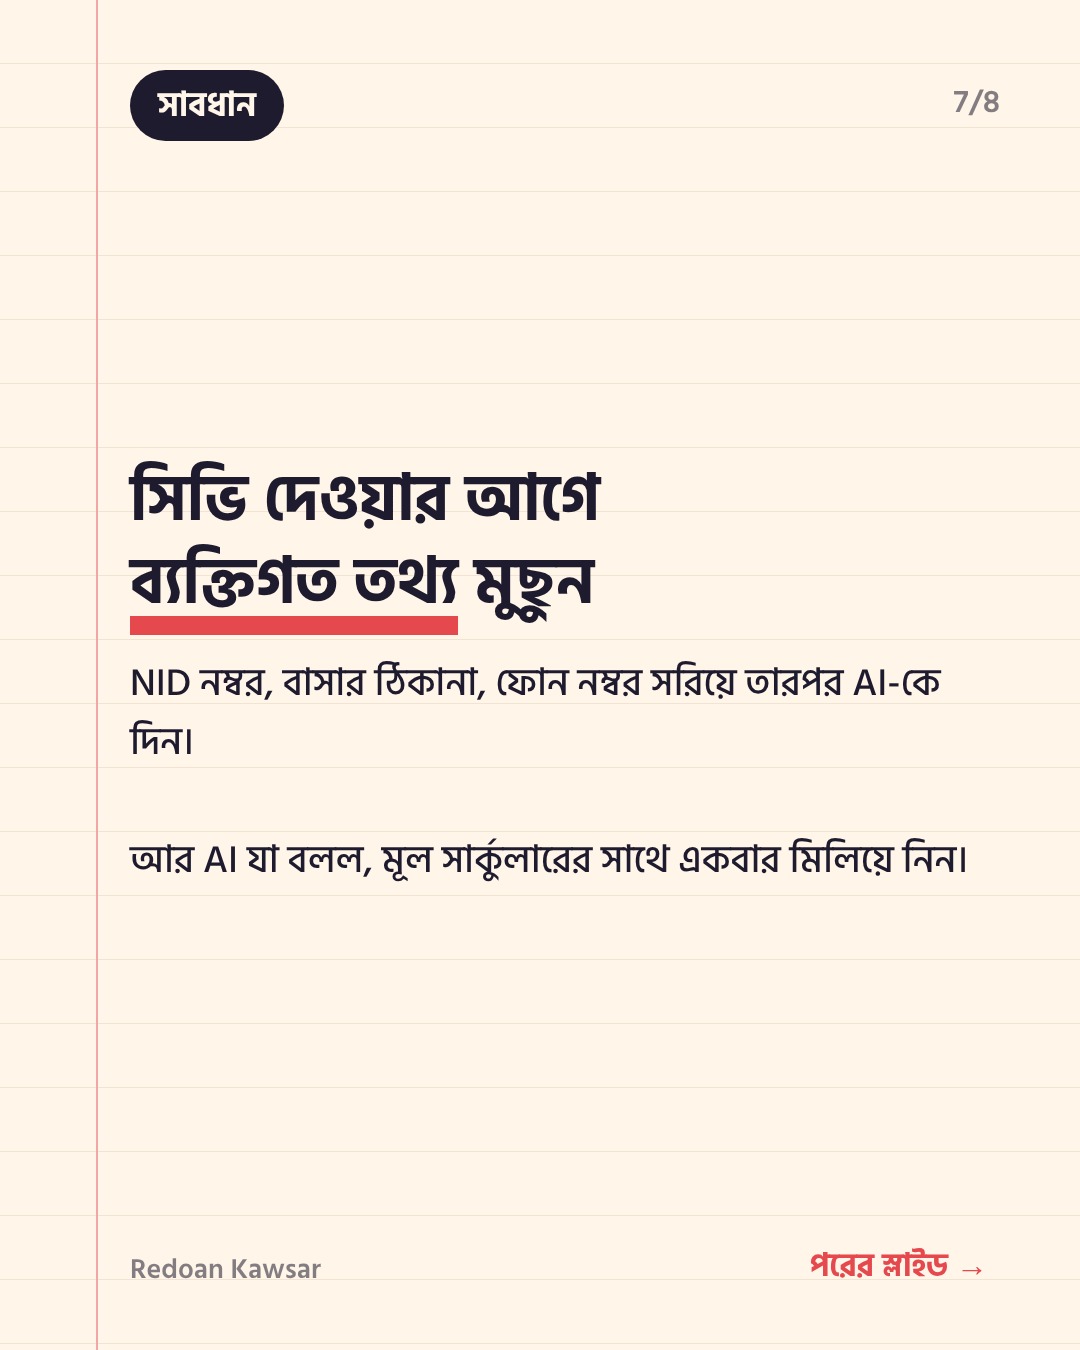 সাবধান
7/8
সিভি দেওয়ার আগে
ব্যক্তিগত তথ্য মুছুন
NID নম্বর, বাসার ঠিকানা, ফোন নম্বর সরিয়ে তারপর AI-কে
দিন।
আর AI যা বলল, মূল সার্কুলারের সাথে একবার মিলিয়ে নিন।
Redoan Kawsar
পরের স্লাইড →